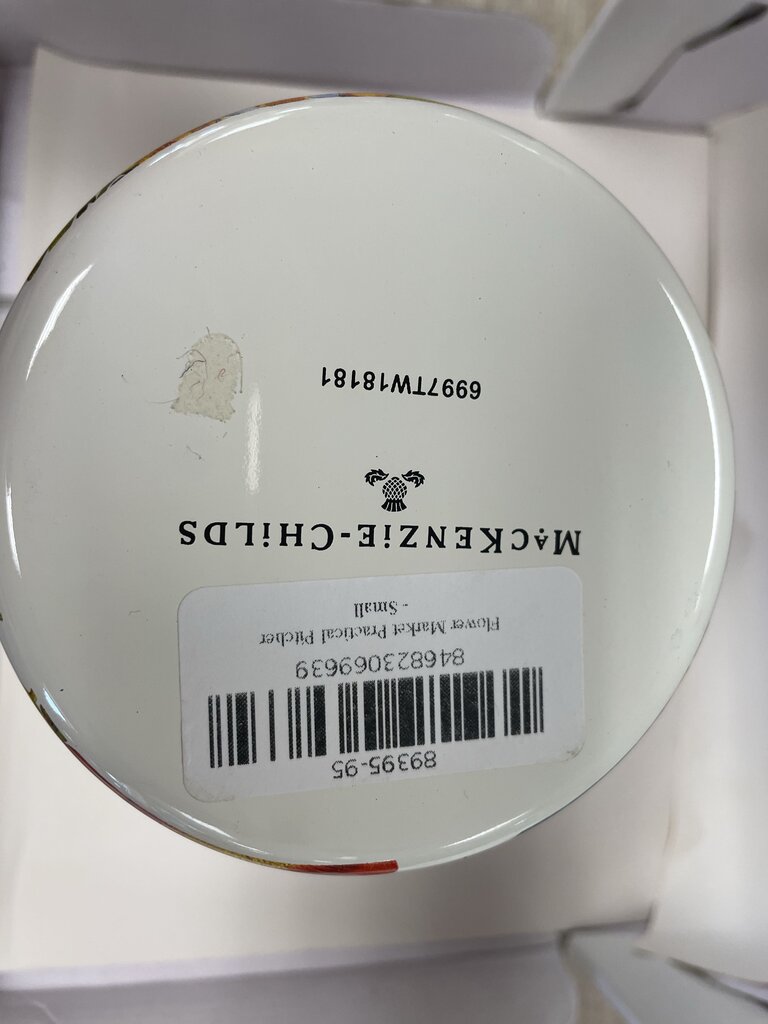 89395-95
846823069639
Flower Market Practical Pitcher
- Small
MACKENZiE-CHiLDS
6997TW18181